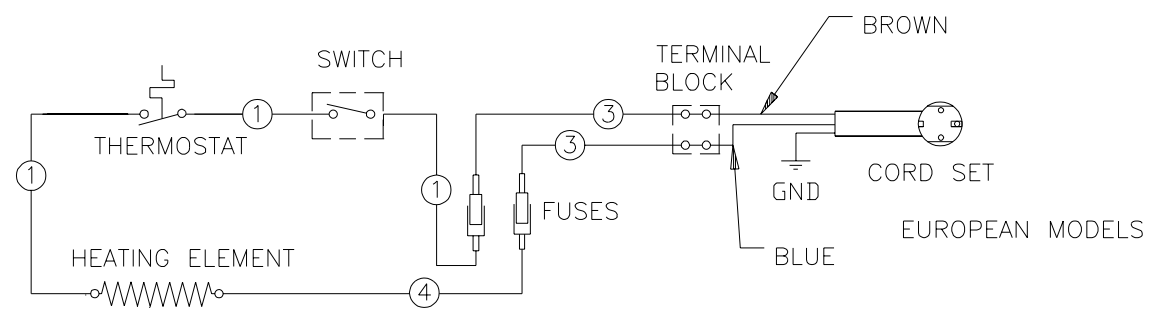 BROWN
SWITCH
TERMINAL
BLOCK
1
3
THERMOSTAT
3
1
1
CORD SET
GND
FUSES
EUROPEAN MODELS
BLUE
HEATING ELEMENT
4